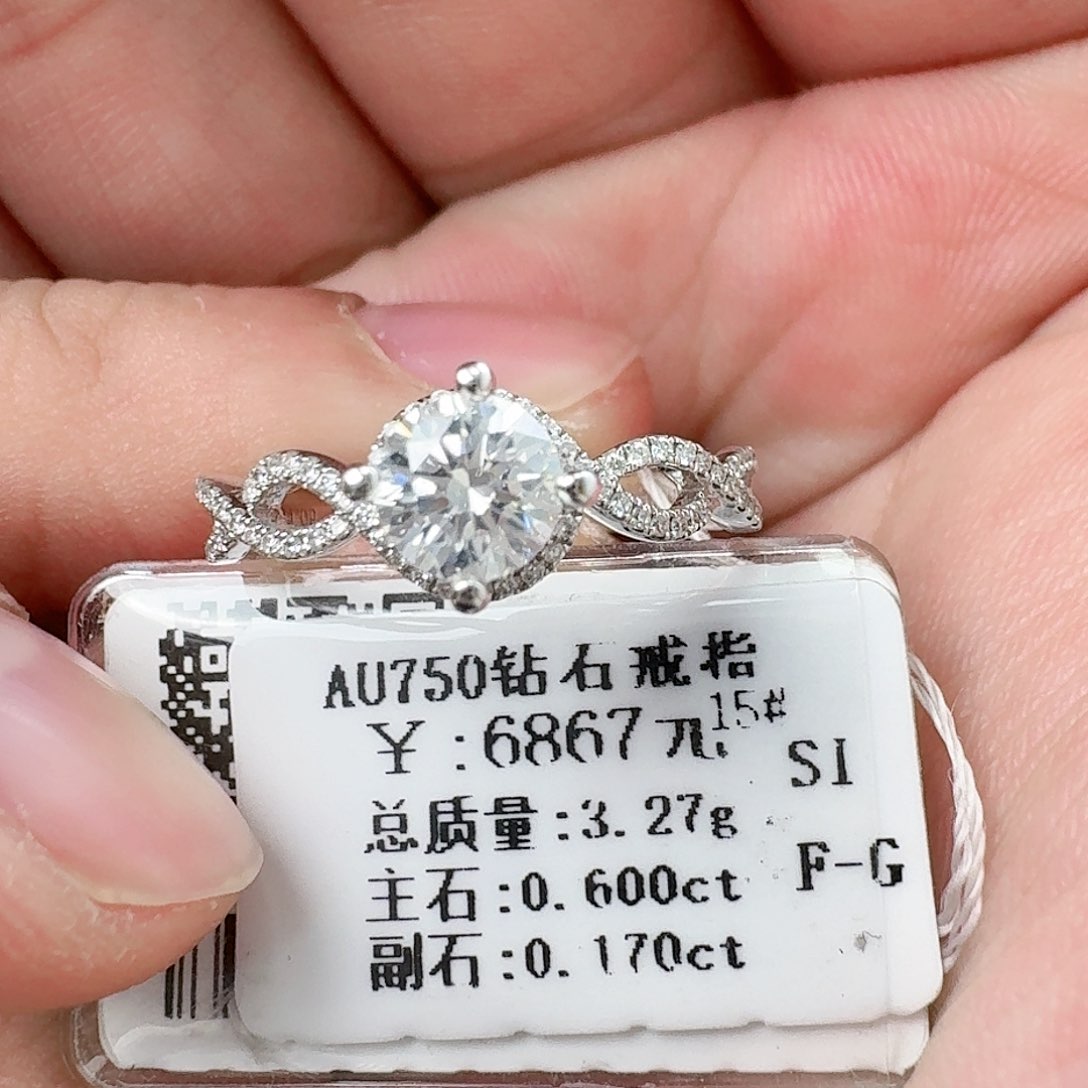 AU750钻石戒指
¥:6867元 15#
SI
总质量:3.27g
F-G
主石:0.600ct
副石:0.170ct